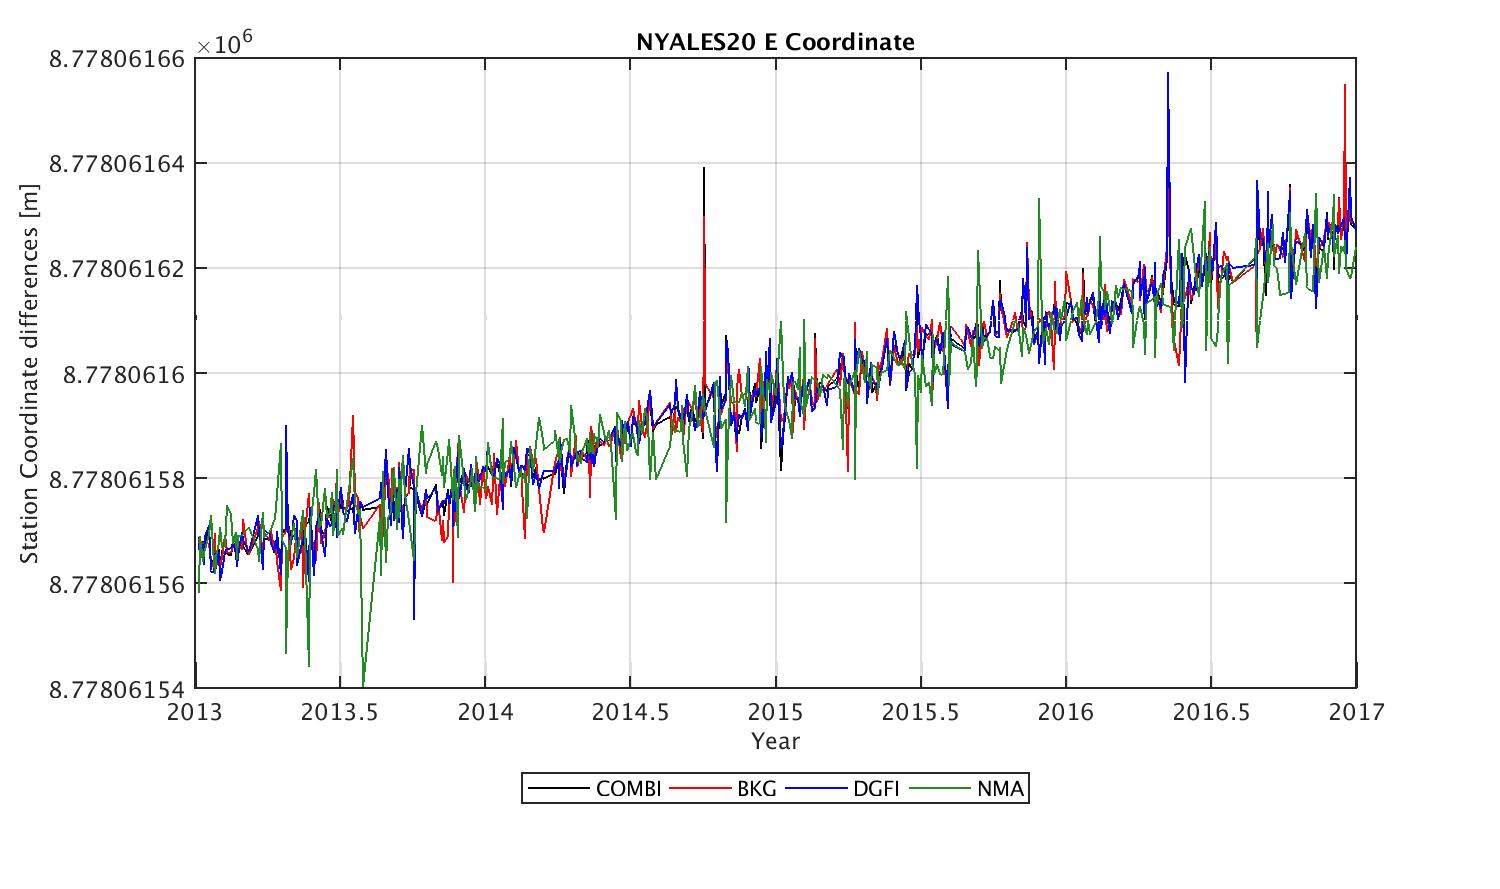 NYALES20 E Coordinate
×10^6
8.77806166
8.77806164
8.77806162
8.7780616
8.77806158
8.77806156
8.77806154
Station Coordinate differences [m]
2013 2013.5 2014 2014.5 2015 2015.5 2016 2016.5 2017
Year
COMBI BKG DGFI NMA